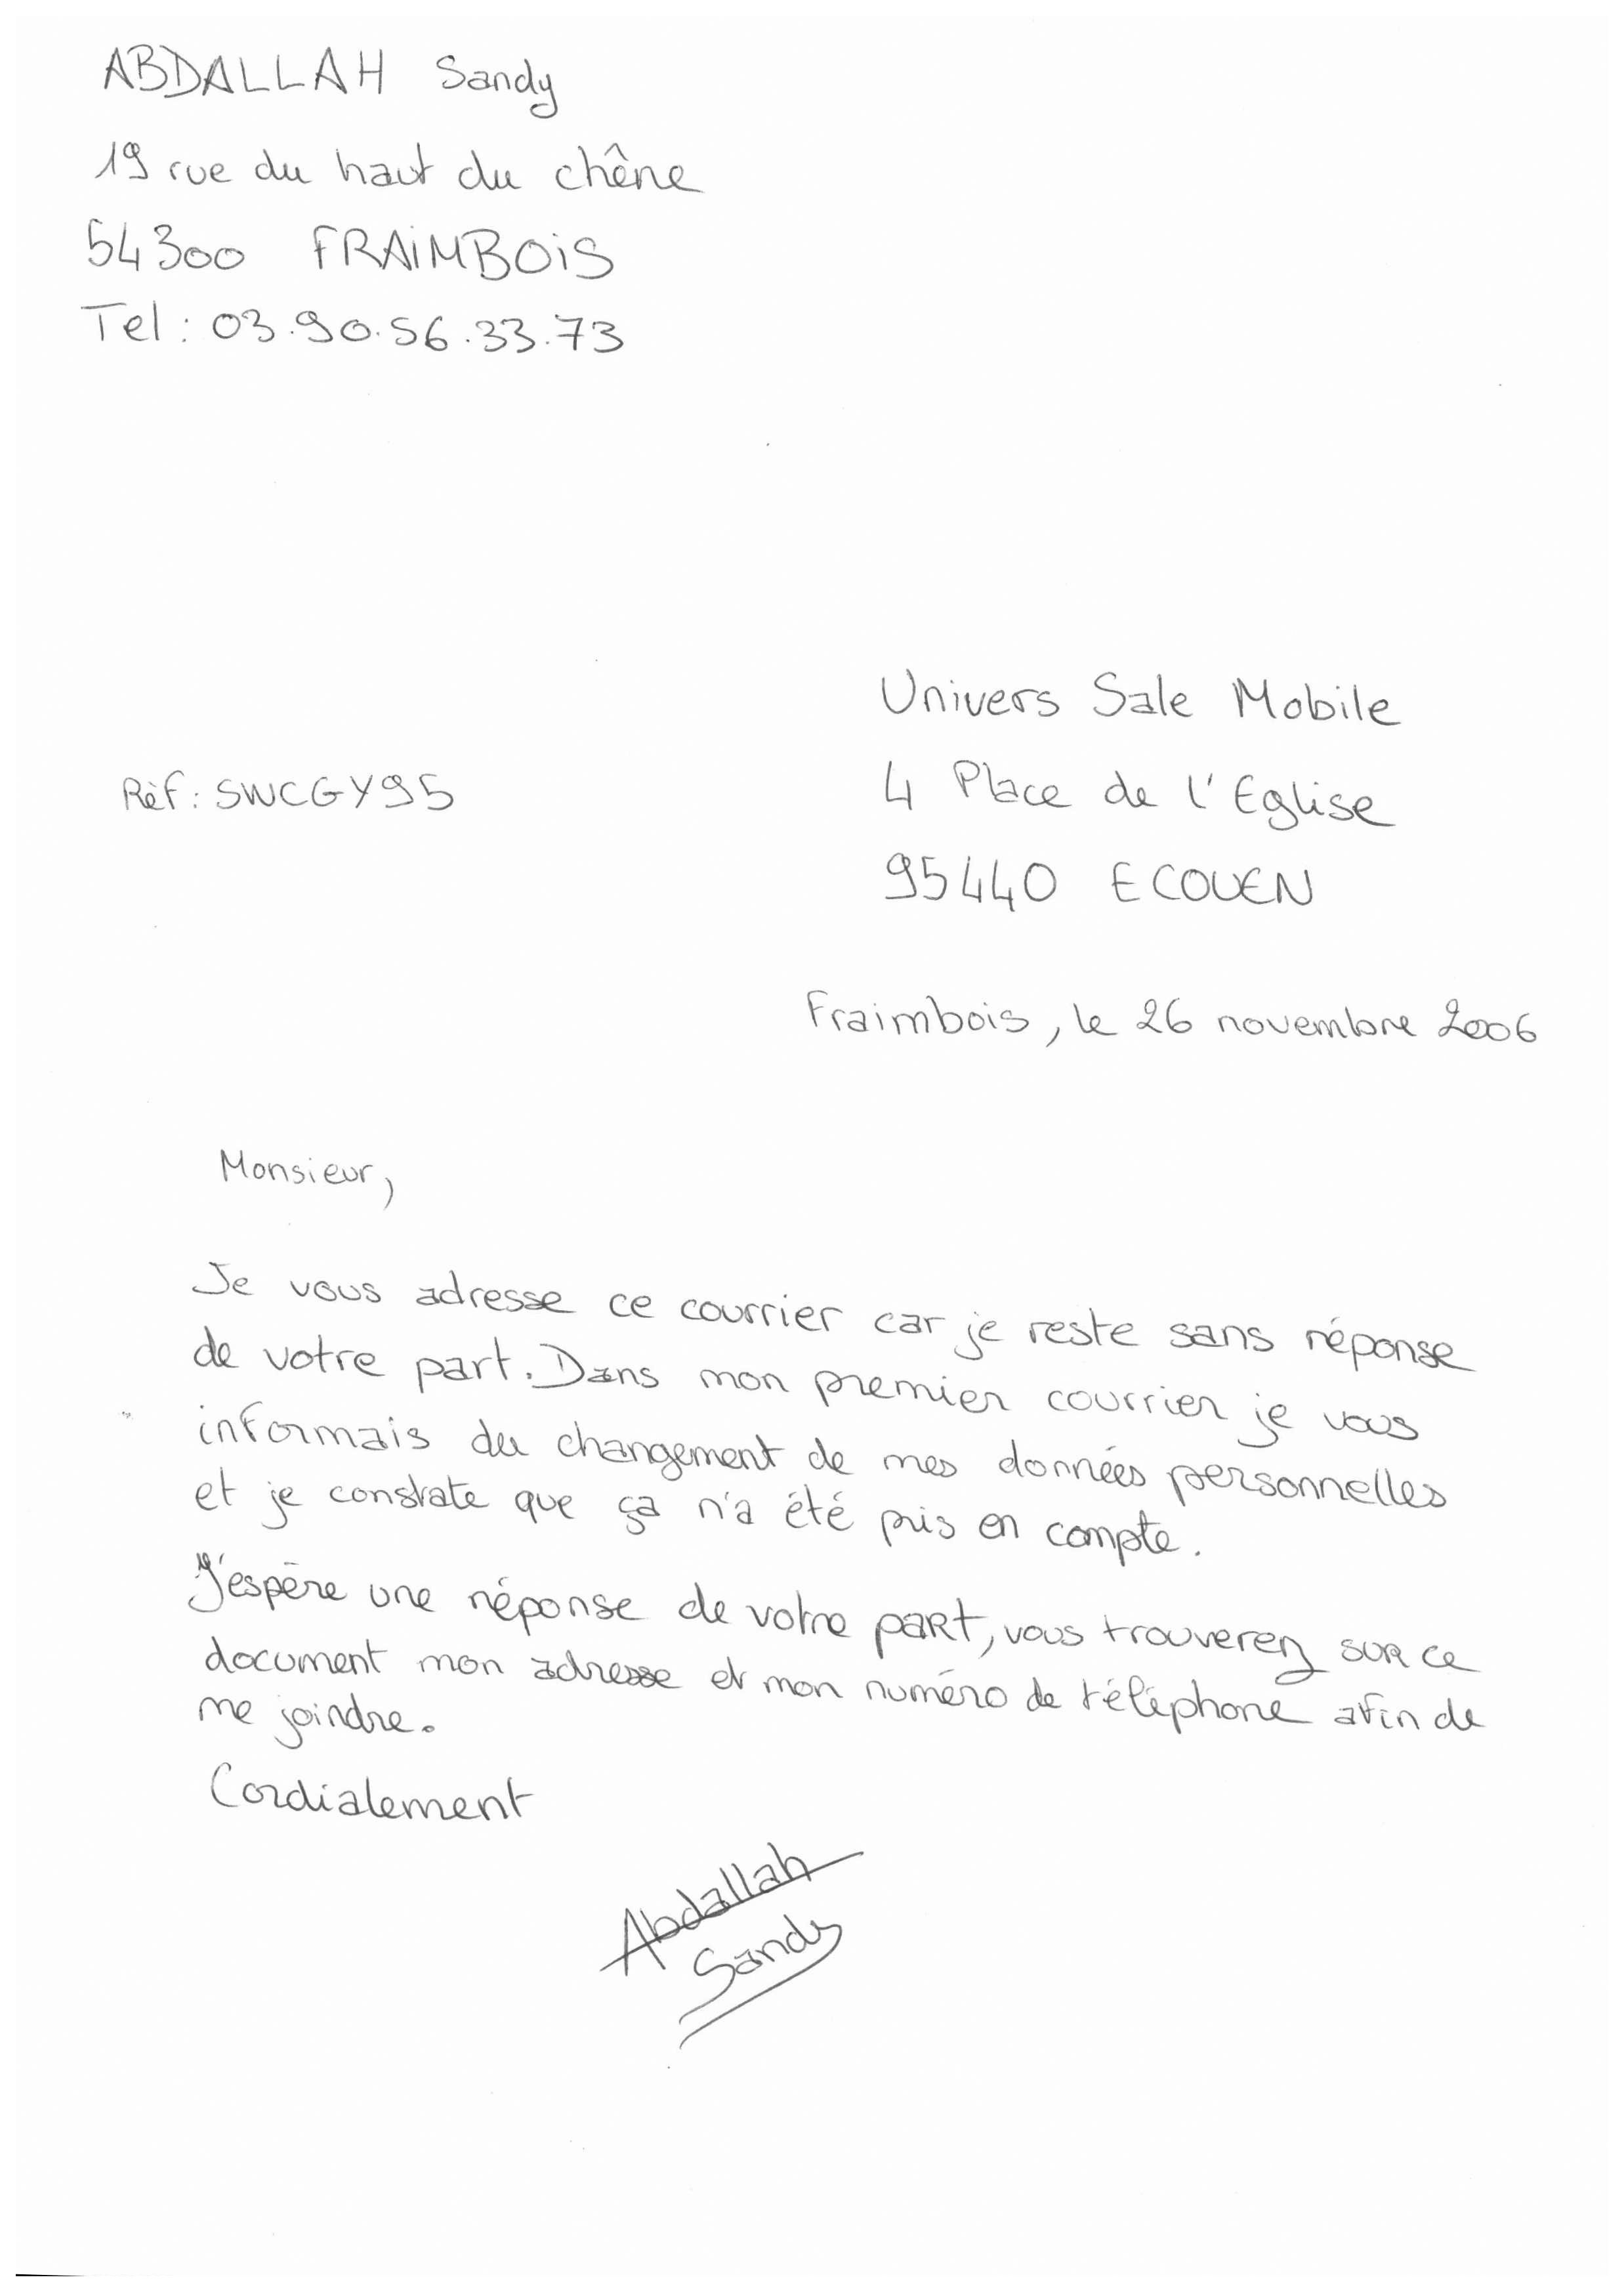 ABDALLAH Sandy
19 rue du haut du chêne
54300 FRAIMBOIS
Tel : 03.90.56.33.73
Univers Sale Mobile
Réf : SWCGY95
4 Place de l'Eglise
95440 ECOUEN
Fraimbois, le 26 novembre 2006
Monsieur,
Je vous adresse ce courrier car je reste sans réponse
de votre part. Dans mon premier courrier je vous
informais du changement de mes données personnelles
et je constate que ça n'a été pris en compte.
J'espère une réponse de votre part, vous trouverez sur ce
document mon adresse et mon numéro de téléphone afin de
me joindre.
Cordialement
Abdallah
Sandy